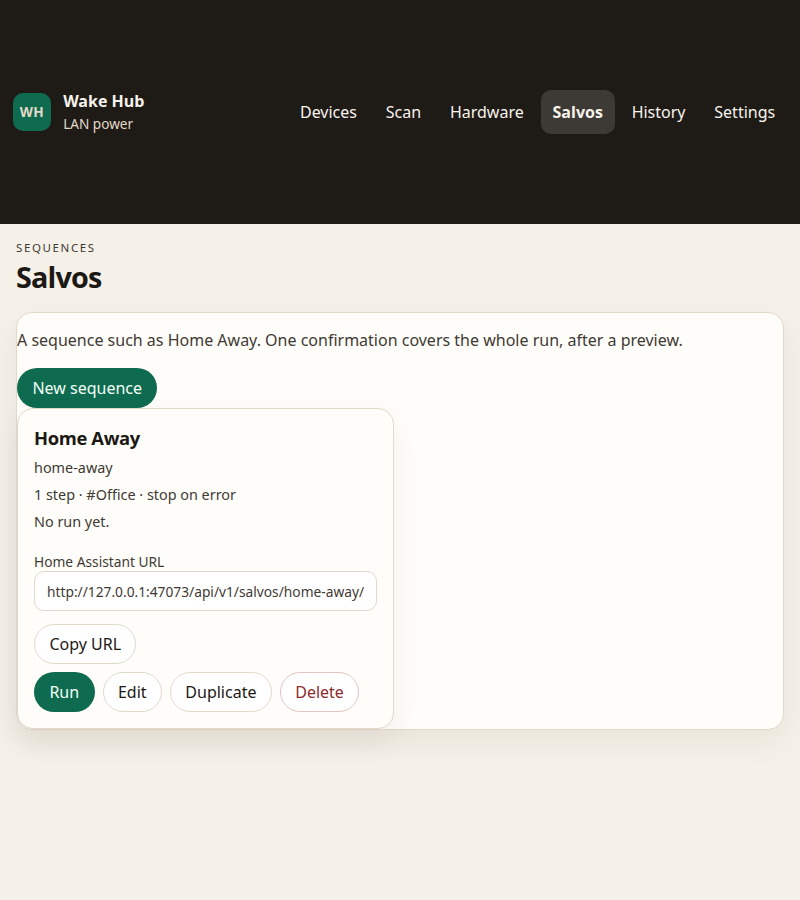 WH
Wake Hub
LAN power
Devices Scan Hardware Salvos History Settings
SEQUENCES
Salvos
A sequence such as Home Away. One confirmation covers the whole run, after a preview.
New sequence
Home Away
home-away
1 step · #Office · stop on error
No run yet.
Home Assistant URL
http://127.0.0.1:47073/api/v1/salvos/home-away/
Copy URL
Run Edit Duplicate Delete